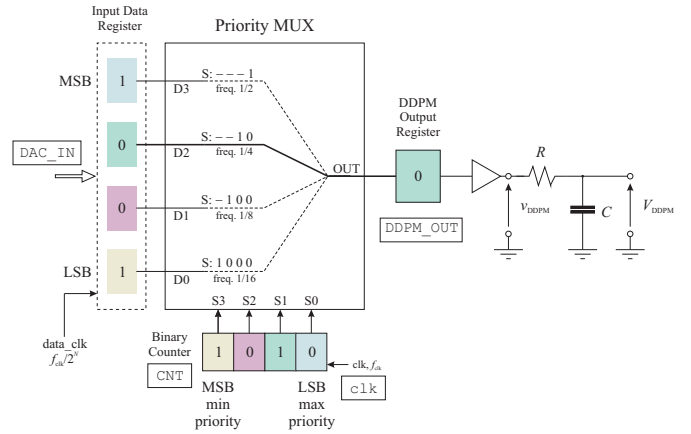 Input Data
Register
Priority MUX
MSB
1
D3
S: - - - 1
freq. 1/2
DAC_IN
0
D2
S: - - 1 0
freq. 1/4
OUT
DDPM
Output
Register
0
DDPM_OUT
R
C
vDDPM
VDDPM
0
D1
S: - 1 0 0
freq. 1/8
LSB
1
D0
S: 1 0 0 0
freq. 1/16
S3 S2 S1 S0
data_clk
fclk/2^N
Binary
Counter
CNT
1 0 1 0
clk, fclk
clk
MSB
min
priority
LSB
max
priority